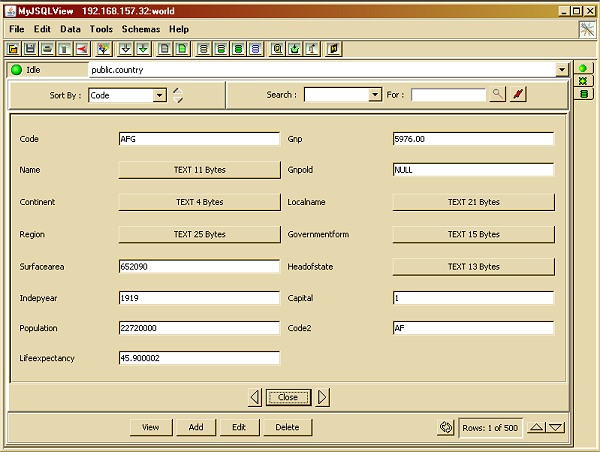 MyJSQLView    192.168.157.32:world
File Edit Data Tools Schemas Help
Idle public.country
Sort By : Code Search : For :
Code AFG Gnp 5976.00
Name TEXT 11 Bytes Gnpold NULL
Continent TEXT 4 Bytes Localname TEXT 21 Bytes
Region TEXT 25 Bytes Governmentform TEXT 15 Bytes
Surfacearea 652090 Headofstate TEXT 13 Bytes
Indepyear 1919 Capital 1
Population 22720000 Code2 AF
Lifeexpectancy 45.900002
Close
View Add Edit Delete Rows: 1 of 500